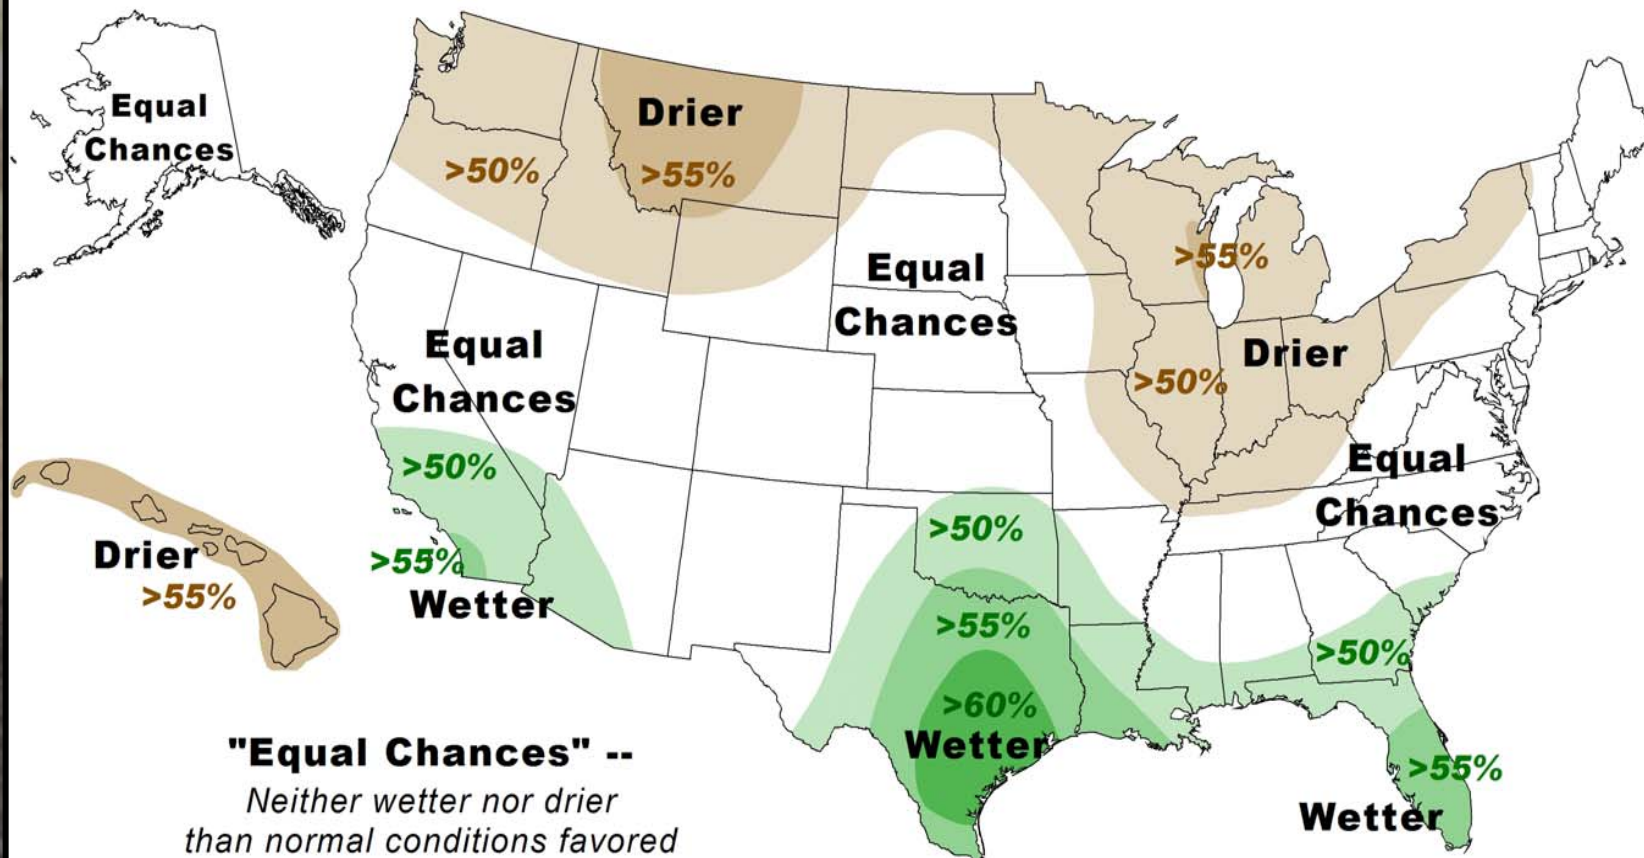 Equal
Chances
Drier
>50%
>55%
Equal
Chances
>55%
Equal
Chances
>50%
Drier
>50%
Equal
Chances
>50%
>55%
Wetter
Drier
>55%
>55%
>60%
Wetter
>50%
>55%
Wetter
"Equal Chances" --
Neither wetter nor drier
than normal conditions favored